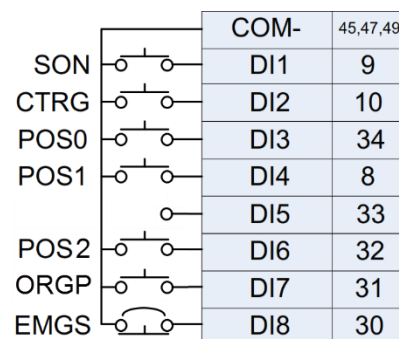 COM- 45,47,49
SON DI1 9
CTRG DI2 10
POS0 DI3 34
POS1 DI4 8
DI5 33
POS2 DI6 32
ORGP DI7 31
EMGS DI8 30